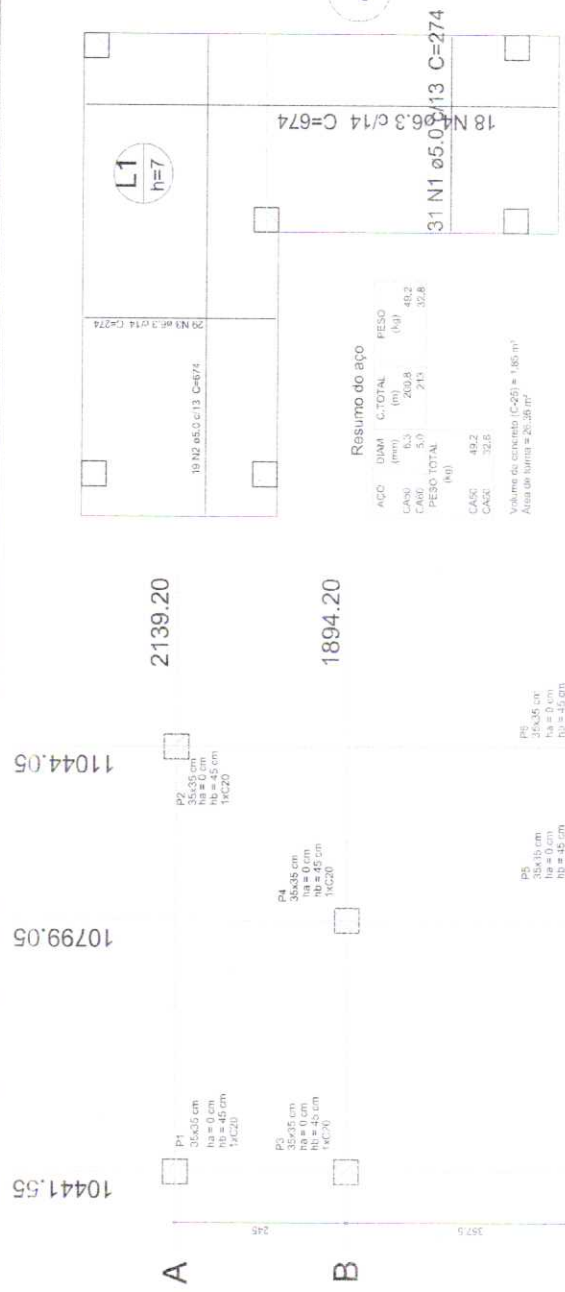 L1
h=7
18 N4 ø6.3 c/14 C=674
31 N1 ø5.0 c/13 C=274
29 N3 ø6.3 c/14 C=274
19 N2 ø5.0 c/13 C=674
Resumo do aço
AÇO DIAM C.TOTAL PESO
(mm) (m) (kg)
CA50 6.3 200.8 49.2
CA60 5.0 213 32.8
PESO TOTAL
(kg)
CA50 49.2
CA60 32.8
Volume de concreto (C-25) = 1.85 m³
Área de forma = 26.36 m²
10441.55
10799.05
11044.05
A
2139.20
B
1894.20
245
357.5
P1
35x35 cm
ha = 0 cm
hb = 45 cm
1xC20
P2
35x35 cm
ha = 0 cm
hb = 45 cm
1xC20
P3
35x35 cm
ha = 0 cm
hb = 45 cm
1xC20
P4
35x35 cm
ha = 0 cm
hb = 45 cm
1xC20
P5
35x35 cm
ha = 0 cm
hb = 45 cm
35x35 cm
ha = 0 cm
hb = 45 cm